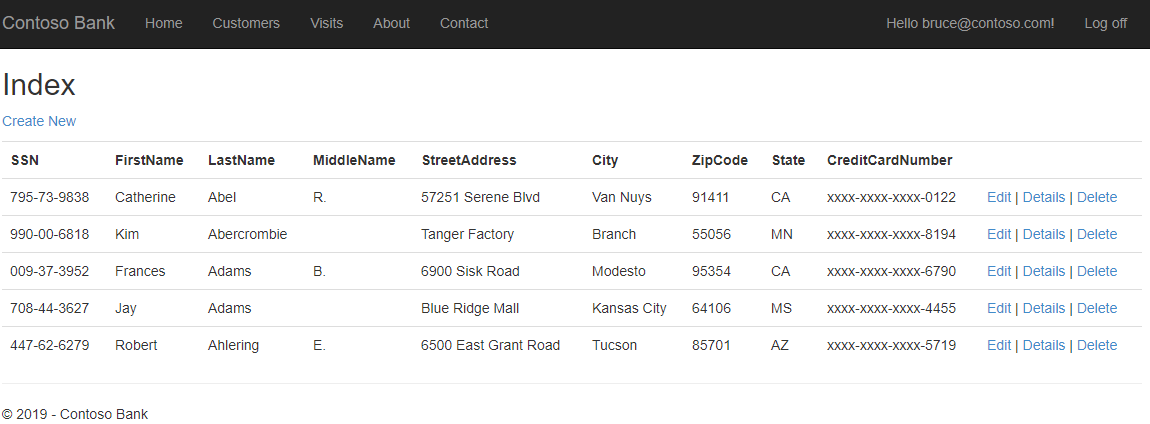 Contoso Bank Home Customers Visits About Contact Hello bruce@contoso.com! Log off
Index
Create New
SSN FirstName LastName MiddleName StreetAddress City ZipCode State CreditCardNumber
795-73-9838 Catherine Abel R. 57251 Serene Blvd Van Nuys 91411 CA xxxx-xxxx-xxxx-0122 Edit | Details | Delete
990-00-6818 Kim Abercrombie Tanger Factory Branch 55056 MN xxxx-xxxx-xxxx-8194 Edit | Details | Delete
009-37-3952 Frances Adams B. 6900 Sisk Road Modesto 95354 CA xxxx-xxxx-xxxx-6790 Edit | Details | Delete
708-44-3627 Jay Adams Blue Ridge Mall Kansas City 64106 MS xxxx-xxxx-xxxx-4455 Edit | Details | Delete
447-62-6279 Robert Ahlering E. 6500 East Grant Road Tucson 85701 AZ xxxx-xxxx-xxxx-5719 Edit | Details | Delete
© 2019 - Contoso Bank